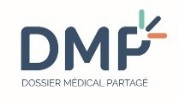 DMP
DOSSIER MÉDICAL PARTAGÉ